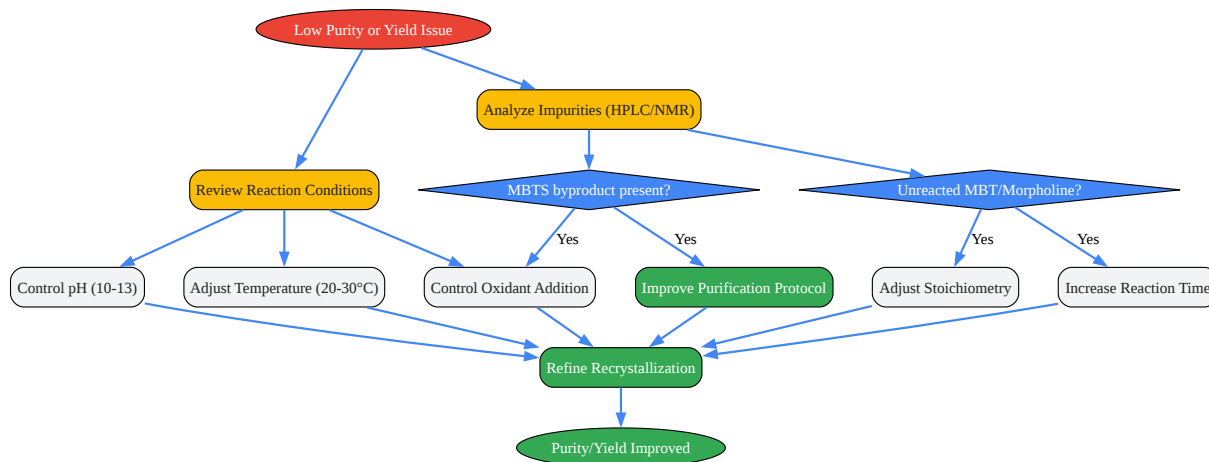 Low Purity or Yield Issue
Analyze Impurities (HPLC/NMR)
Review Reaction Conditions
MBTS byproduct present?
Unreacted MBT/Morpholine?
Yes
Yes
Yes
Yes
Control pH (10-13)
Adjust Temperature (20-30°C)
Control Oxidant Addition
Improve Purification Protocol
Adjust Stoichiometry
Increase Reaction Time
Refine Recrystallization
Purity/Yield Improved